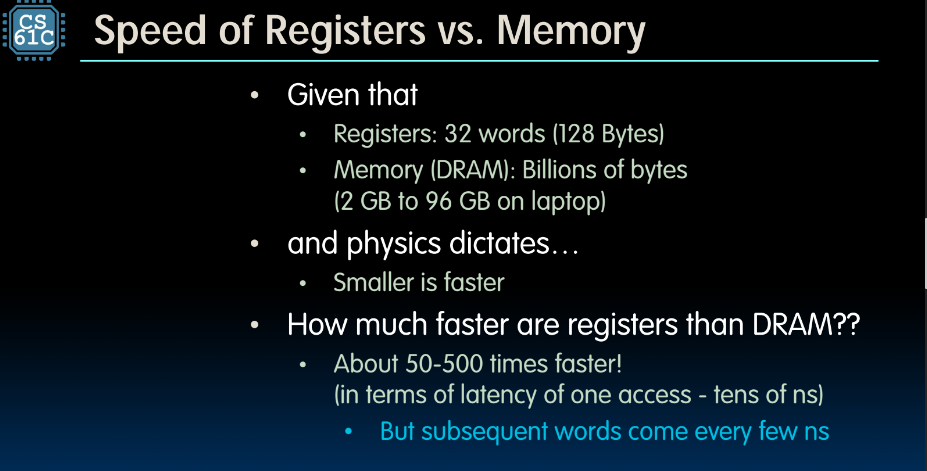 CS
61C
Speed of Registers vs. Memory
• Given that
• Registers: 32 words (128 Bytes)
• Memory (DRAM): Billions of bytes
(2 GB to 96 GB on laptop)
• and physics dictates…
• Smaller is faster
• How much faster are registers than DRAM??
• About 50-500 times faster!
(in terms of latency of one access - tens of ns)
• But subsequent words come every few ns